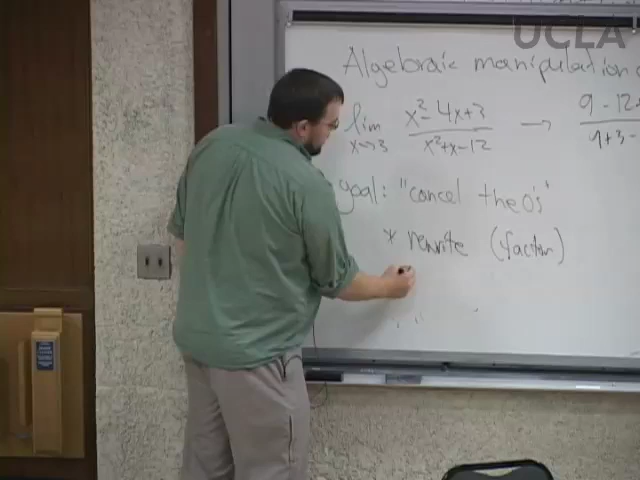 UCLA
Algebraic manipulation
lim x→3 x²-4x+3 / x²+x-12 → 9-12 / 9+3-
goal: "cancel the 0's"
* rewrite (factor)